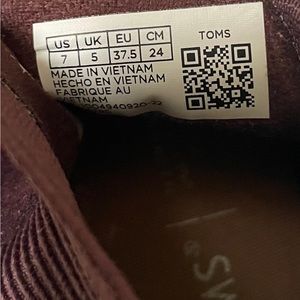 US UK EU CM
7 5 37.5 24
TOMS
MADE IN VIETNAM
HECHO EN VIETNAM
FABRIQUE AU
VIETNAM